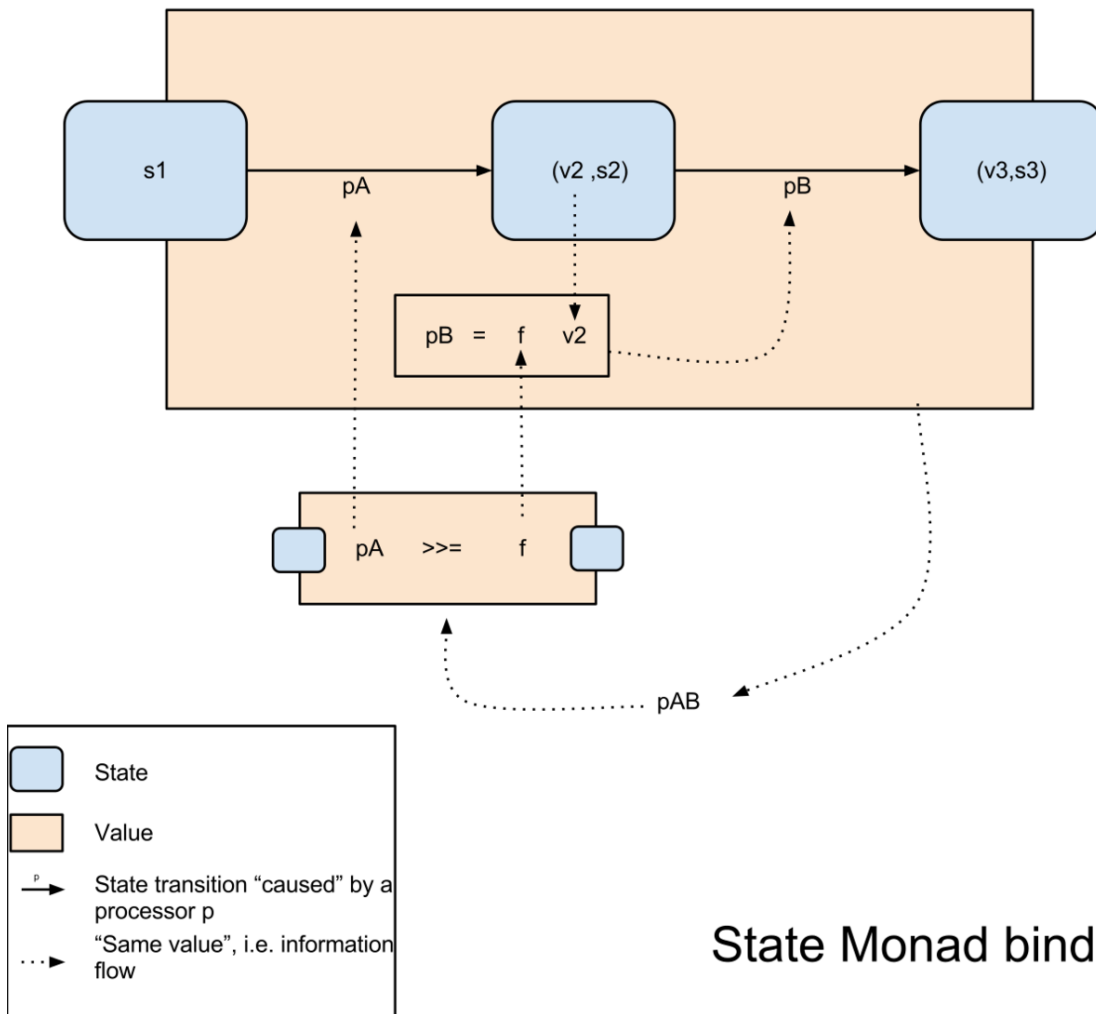 s1
pA
(v2 ,s2)
pB
(v3,s3)
pB = f v2
pA >>= f
pAB
State
Value
p
State transition “caused” by a
processor p
“Same value”, i.e. information
flow
State Monad bind